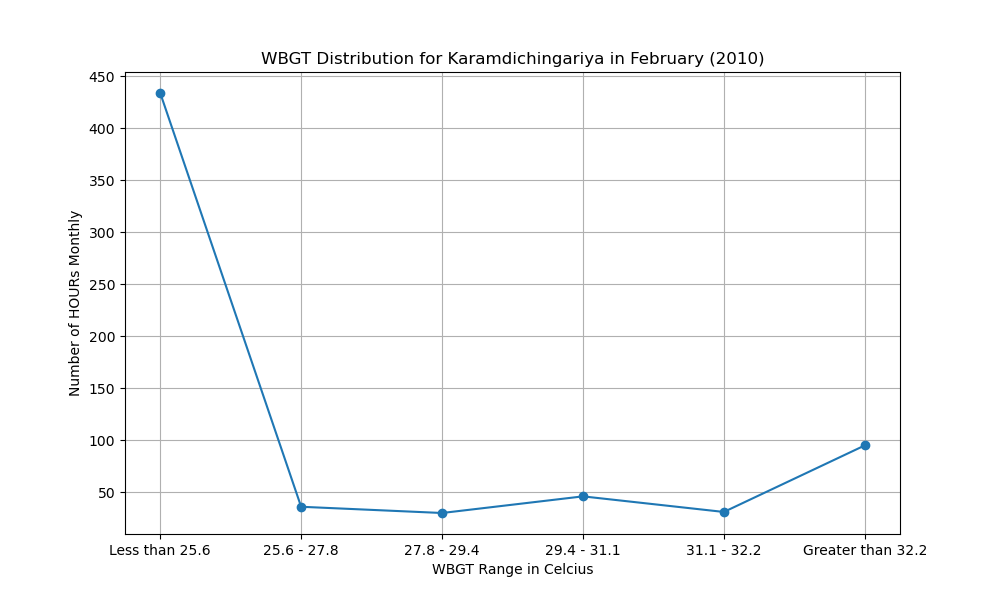 WBGT Distribution for Karamdichingariya in February (2010)
Number of HOURs Monthly
450
400
350
300
250
200
150
100
50
Less than 25.6
25.6 - 27.8
27.8 - 29.4
29.4 - 31.1
31.1 - 32.2
Greater than 32.2
WBGT Range in Celcius